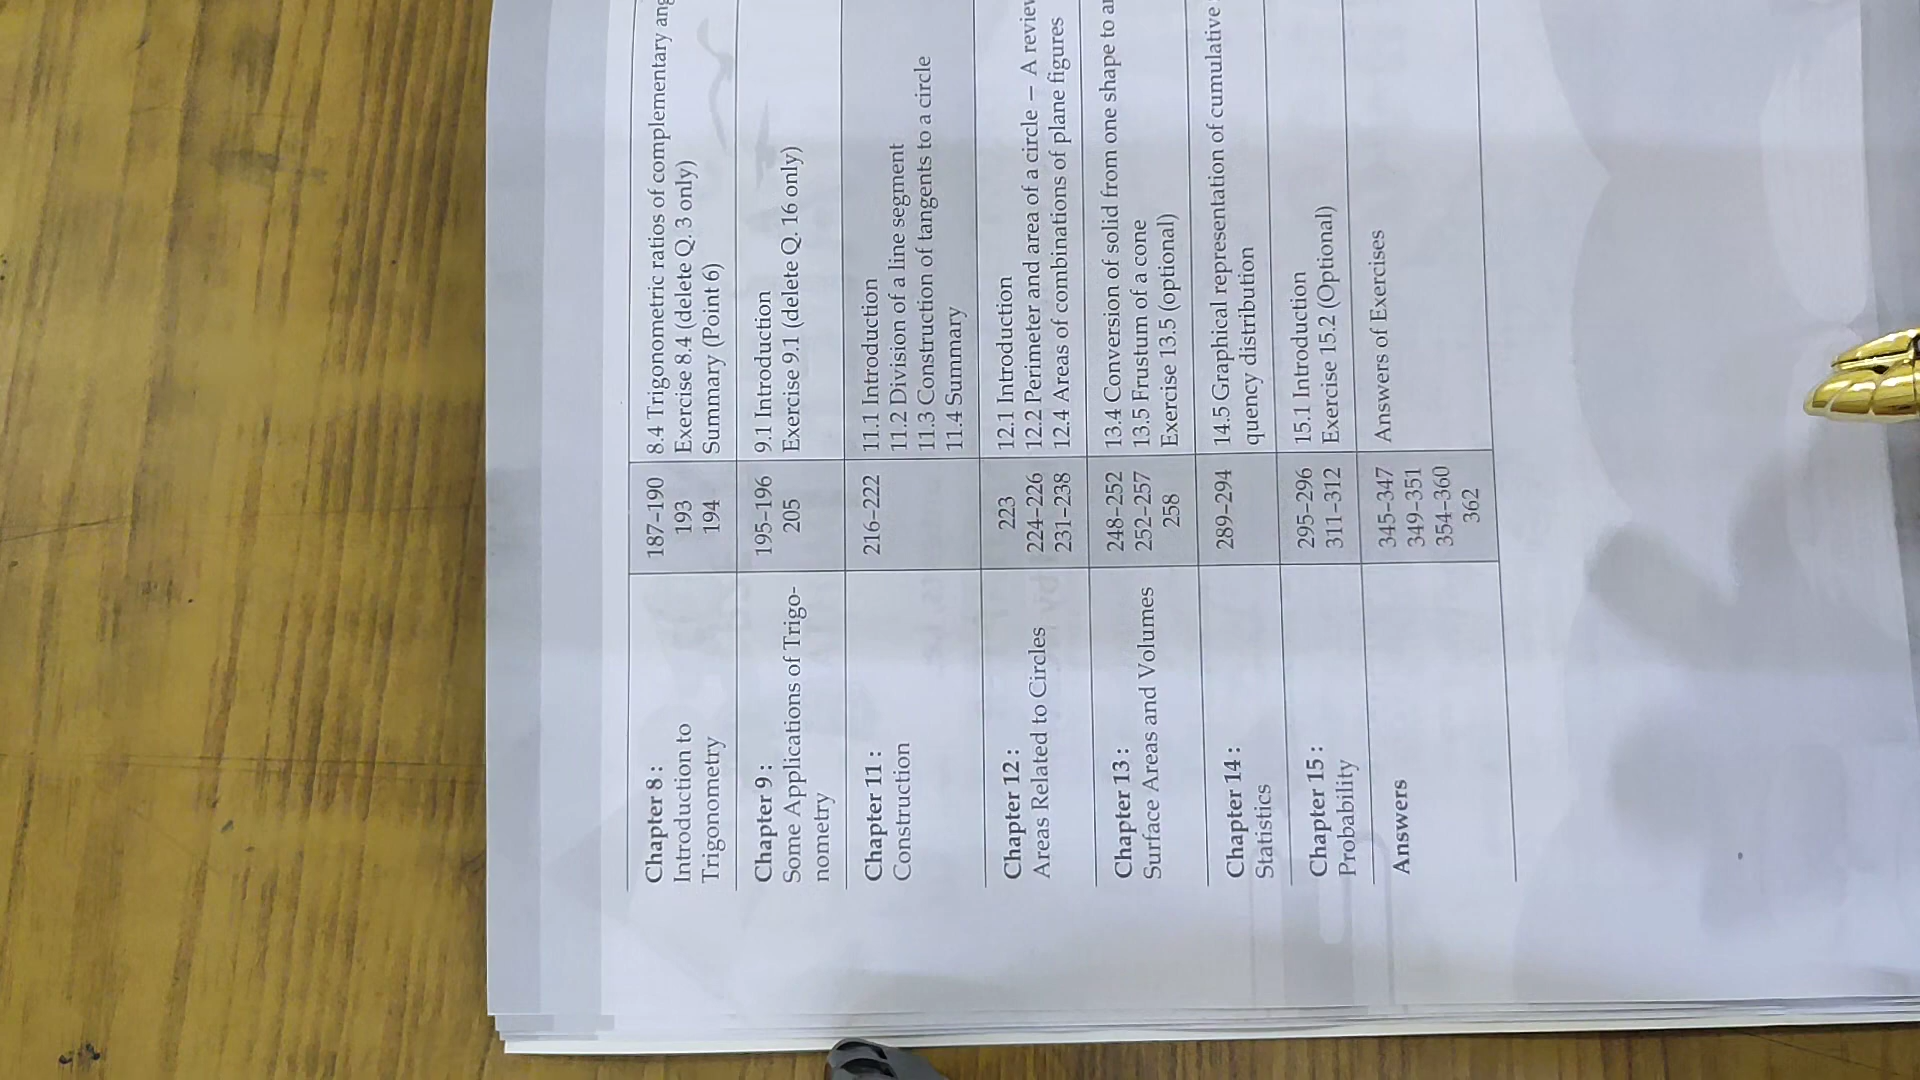 Chapter 8 :
Introduction to
Trigonometry
187–190
193
194
8.4 Trigonometric ratios of complementary
Exercise 8.4 (delete Q. 3 only)
Summary (Point 6)
Chapter 9 :
Some Applications of Trigo-
nometry
195–196
205
9.1 Introduction
Exercise 9.1 (delete Q. 16 only)
Chapter 11 :
Construction
216–222
11.1 Introduction
11.2 Division of a line segment
11.3 Construction of tangents to a circle
11.4 Summary
Chapter 12 :
Areas Related to Circles
223
224–226
231–238
12.1 Introduction
12.2 Perimeter and area of a circle – A review
12.4 Areas of combinations of plane figures
Chapter 13 :
Surface Areas and Volumes
248–252
252–257
258
13.4 Conversion of solid from one shape to
13.5 Frustum of a cone
Exercise 13.5 (optional)
Chapter 14 :
Statistics
289–294
14.5 Graphical representation of cumulative
quency distribution
Chapter 15 :
Probability
295–296
311–312
15.1 Introduction
Exercise 15.2 (Optional)
Answers
345–347
349–351
354–360
362
Answers of Exercises